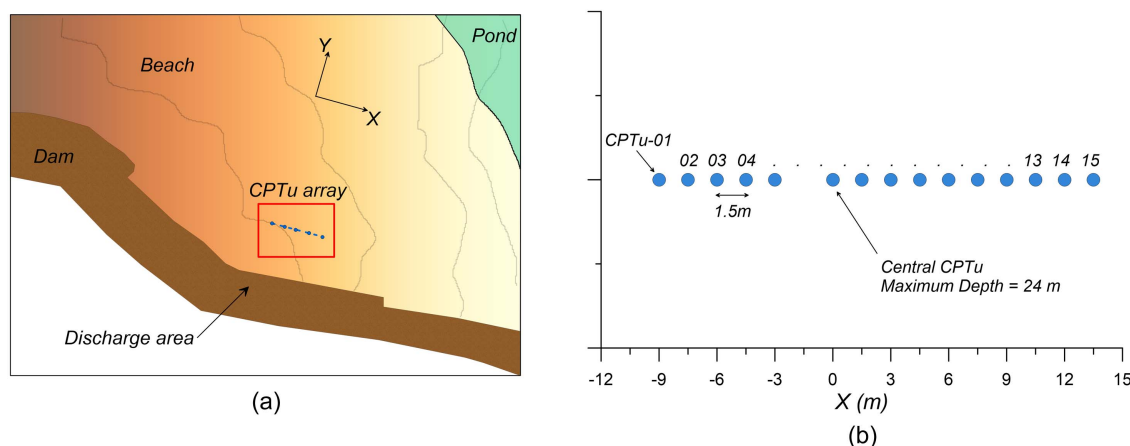 Pond
Y
Beach
X
Dam
CPTu array
Discharge area
(a)
CPTu-01
02 03 04 . . . . . . . . 13 14 15
1.5m
Central CPTu
Maximum Depth = 24 m
-12 -9 -6 -3 0 3 6 9 12 15
X (m)
(b)